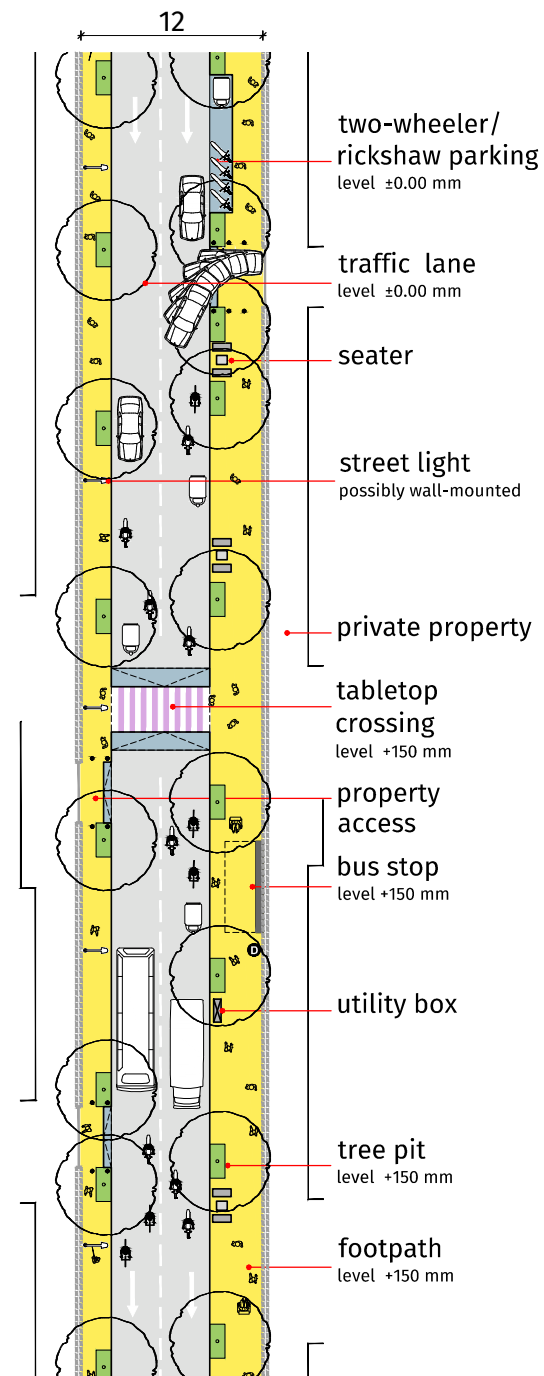 12
two-wheeler/
rickshaw parking
level ±0.00 mm
traffic lane
level ±0.00 mm
seater
street light
possibly wall-mounted
private property
tabletop
crossing
level +150 mm
property
access
bus stop
level +150 mm
D
utility box
tree pit
level +150 mm
footpath
level +150 mm